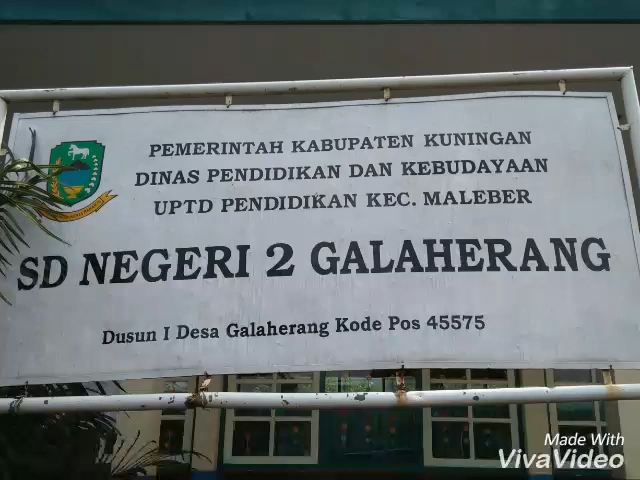 PEMERINTAH KABUPATEN KUNINGAN
DINAS PENDIDIKAN DAN KEBUDAYAAN
UPTD PENDIDIKAN KEC. MALEBER
SD NEGERI 2 GALAHERANG
Dusun I Desa Galaherang Kode Pos 45575
Made With
VivaVideo